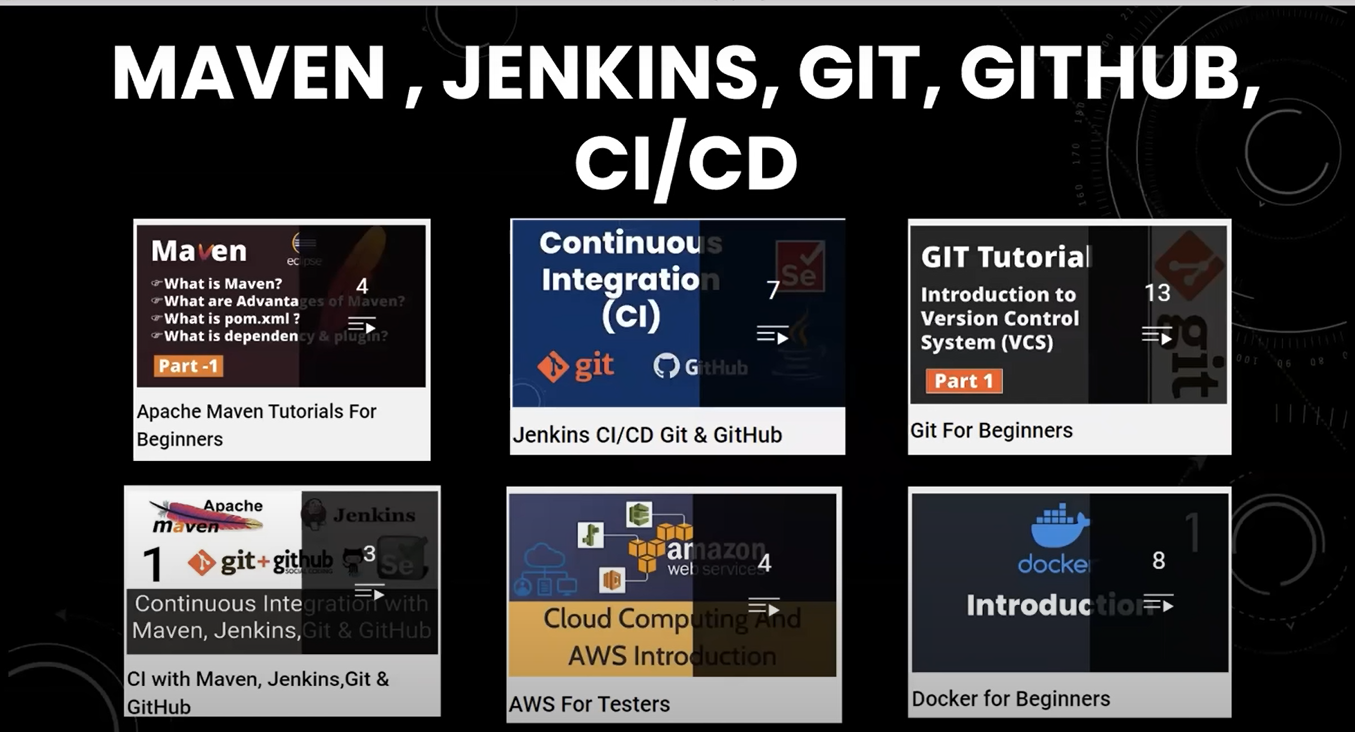 MAVEN , JENKINS, GIT, GITHUB,
CI/CD
Maven
eclipse
☞What is Maven?
☞What are Advantages of Maven?
☞What is pom.xml ?
☞What is dependency & plugin?
Part -1
4
Apache Maven Tutorials For
Beginners
Continuous
Integration
(CI)
Se
git
GitHub
7
Jenkins CI/CD Git & GitHub
GIT Tutorial
Introduction to
Version Control
System (VCS)
Part 1
git
13
Git For Beginners
Apache
maven
Jenkins
1
git+github
SOCIAL CODING
Se
3
Continuous Integration with
Maven, Jenkins,Git & GitHub
CI with Maven, Jenkins,Git &
GitHub
amazon
web services
4
Cloud Computing And
AWS Introduction
AWS For Testers
1
docker
Introduction
8
Docker for Beginners